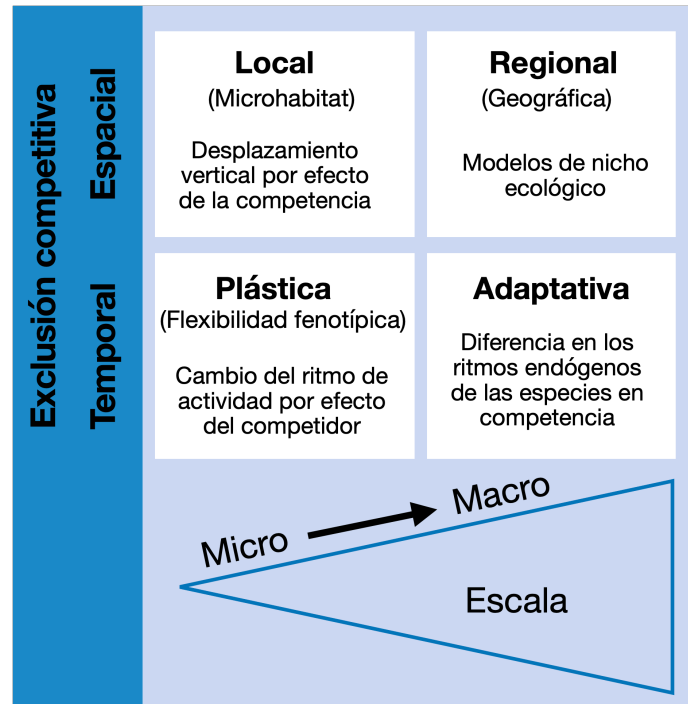 Exclusión competitiva
Espacial
Local
(Microhabitat)
Desplazamiento
vertical por efecto
de la competencia
Regional
(Geográfica)
Modelos de nicho
ecológico
Temporal
Plástica
(Flexibilidad fenotípica)
Cambio del ritmo de
actividad por efecto
del competidor
Adaptativa
Diferencia en los
ritmos endógenos
de las especies en
competencia
Micro
Macro
Escala